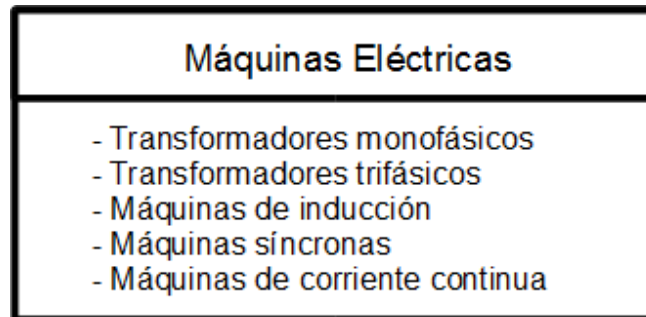 Máquinas Eléctricas
- Transformadores monofásicos
- Transformadores trifásicos
- Máquinas de inducción
- Máquinas síncronas
- Máquinas de corriente continua